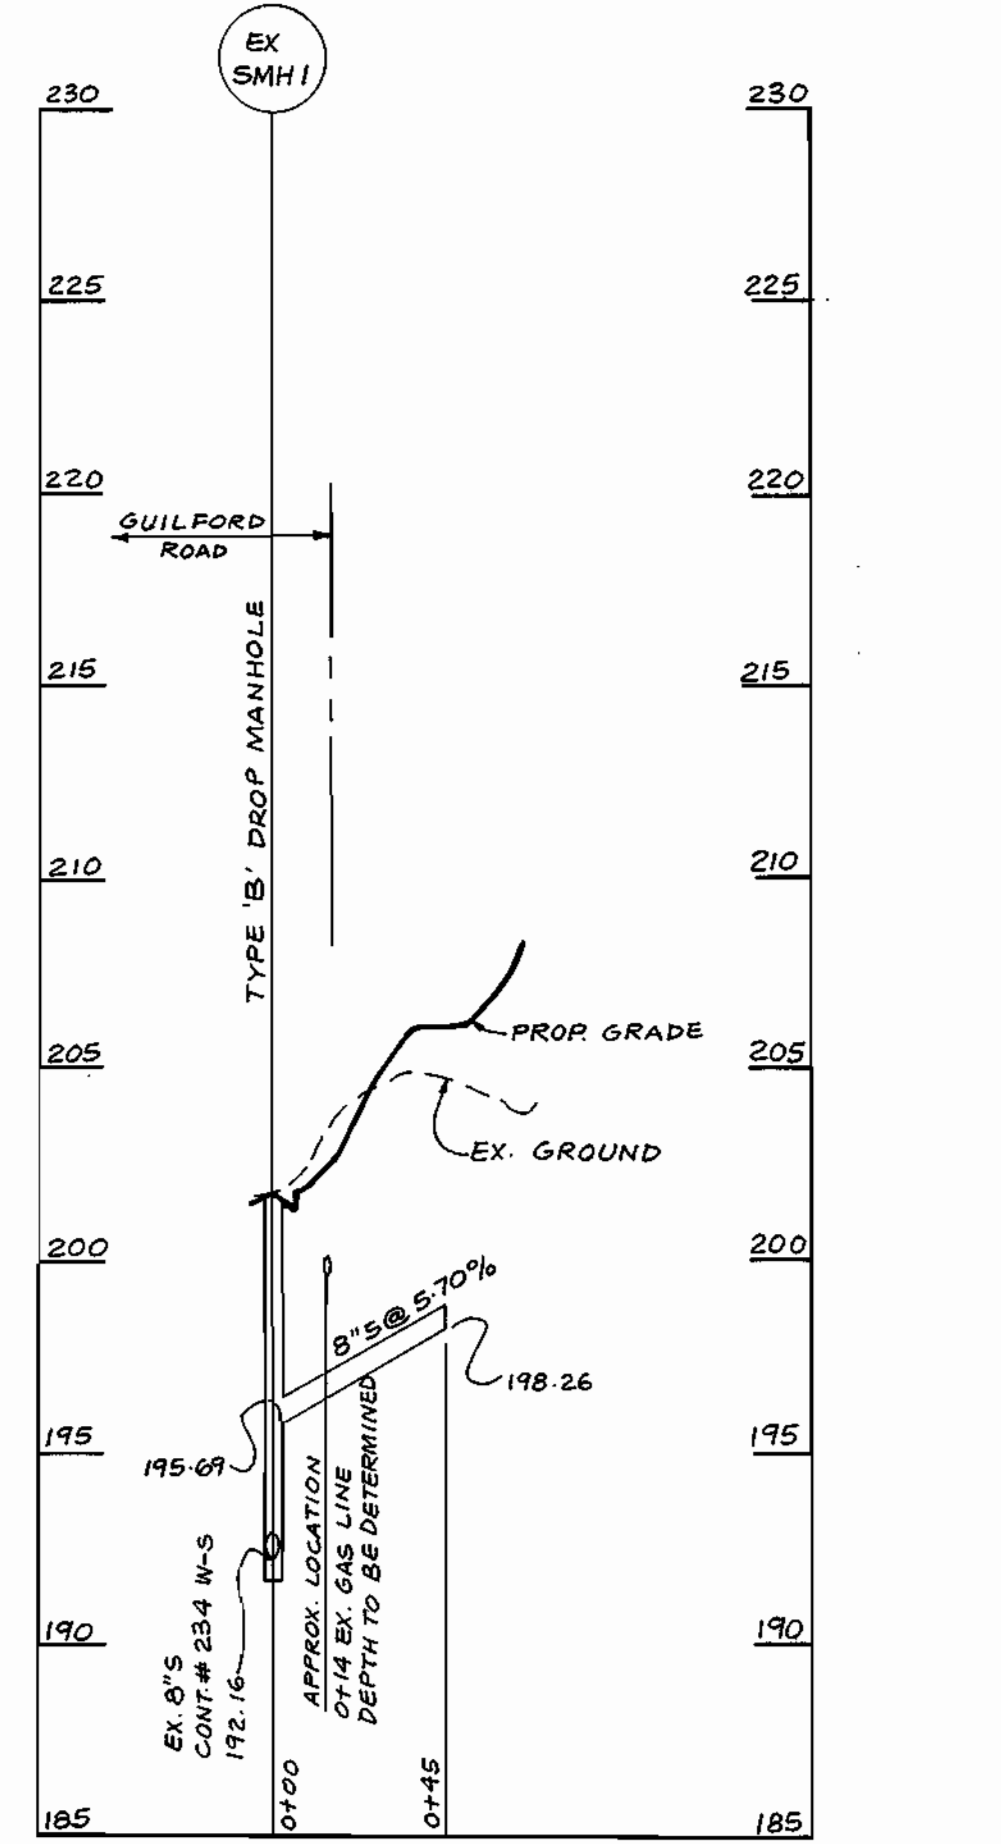 EX
SMH1
230
230
225
225
220
220
GUILFORD
ROAD
TYPE 'B' DROP MANHOLE
215
215
210
210
PROP. GRADE
205
205
EX. GROUND
200
200
8"S@ 5.70%
198.26
195
195
195.69
EX. 8"S
CONT.# 234 W-S
192.16
APPROX. LOCATION
0+14 EX. GAS LINE
DEPTH TO BE DETERMINED
190
190
0+00
0+45
185
185